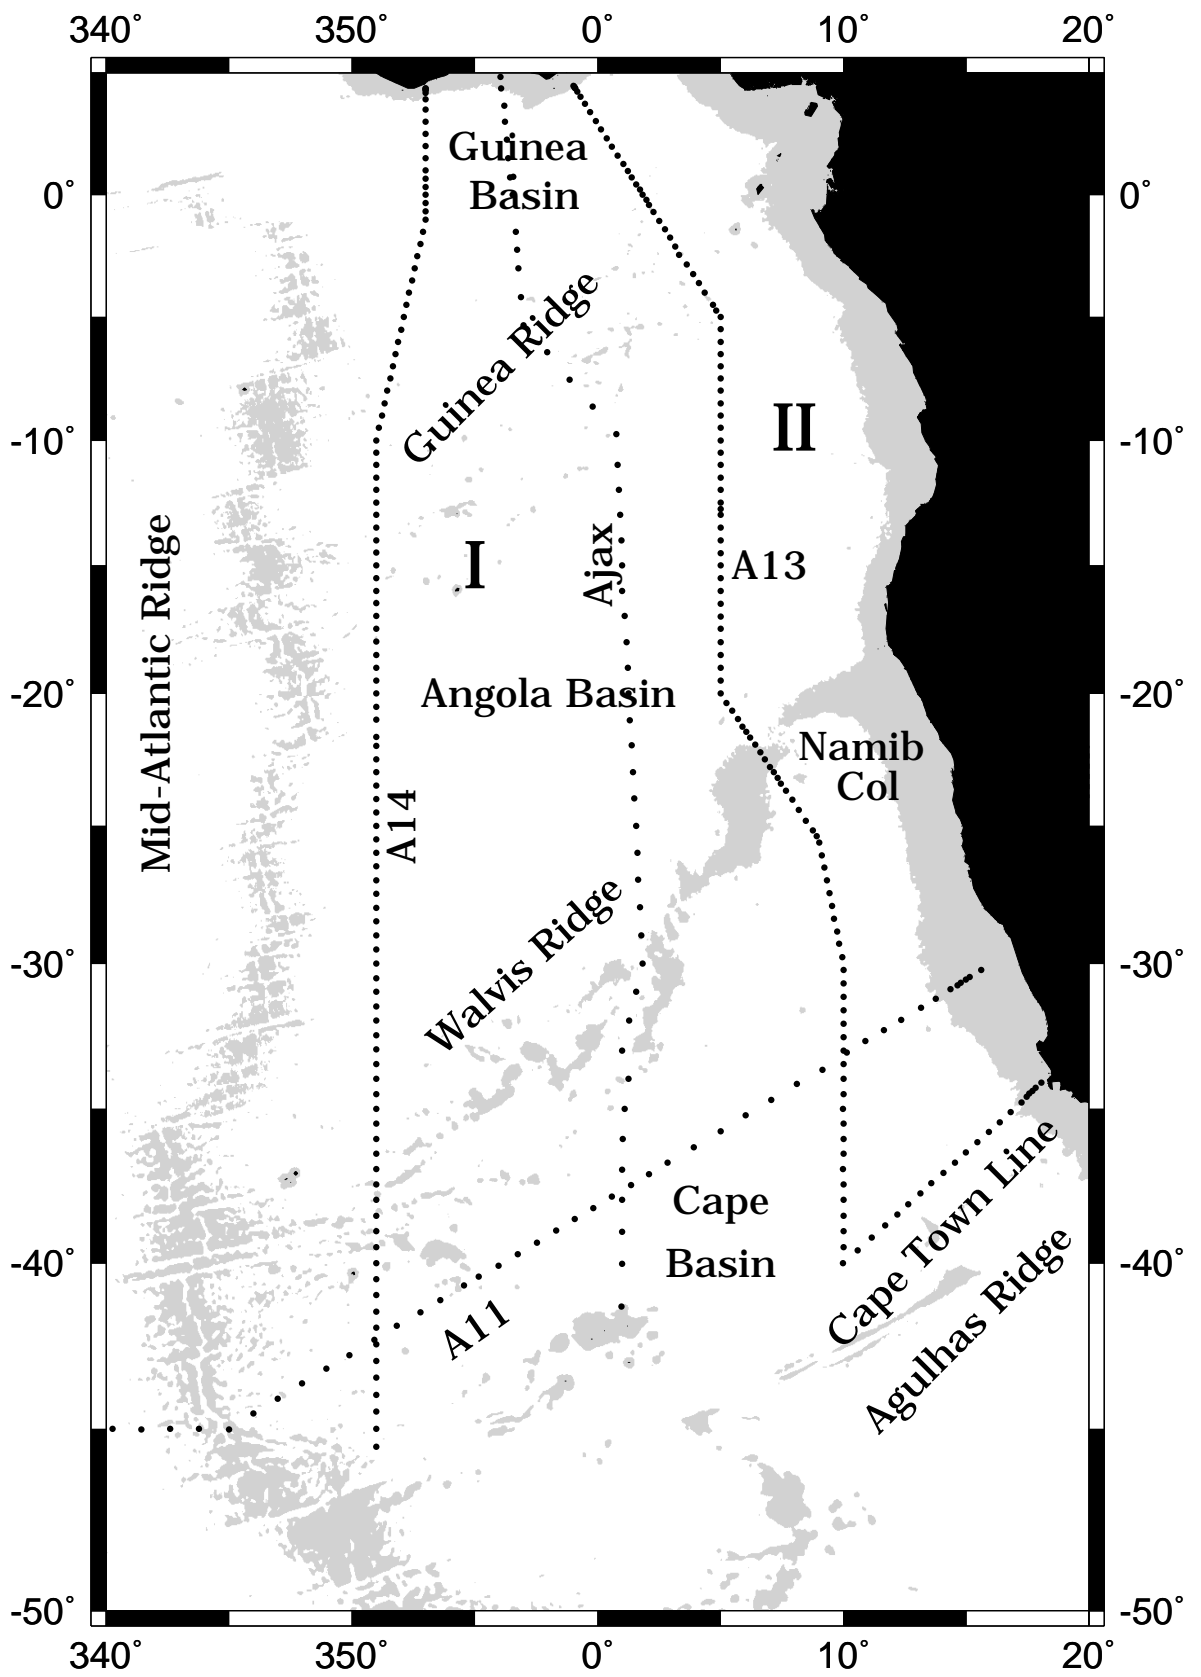 340° 350° 0° 10° 20°
Guinea
Basin
0° 0°
Guinea Ridge
II
-10° -10°
Mid-Atlantic Ridge
I
Ajax
A13
-20° Angola Basin -20°
Namib
Col
A14
Walvis Ridge
-30° -30°
Cape
Basin
Cape Town Line
-40° -40°
Agulhas Ridge
A11
-50° -50°
340° 350° 0° 10° 20°